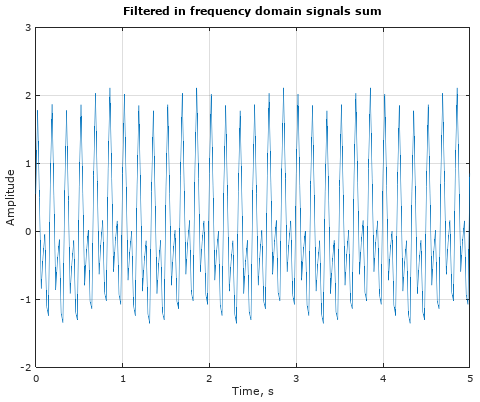 Filtered in frequency domain signals sum
3
2
1
0
-1
-2
Amplitude
0 1 2 3 4 5
Time, s